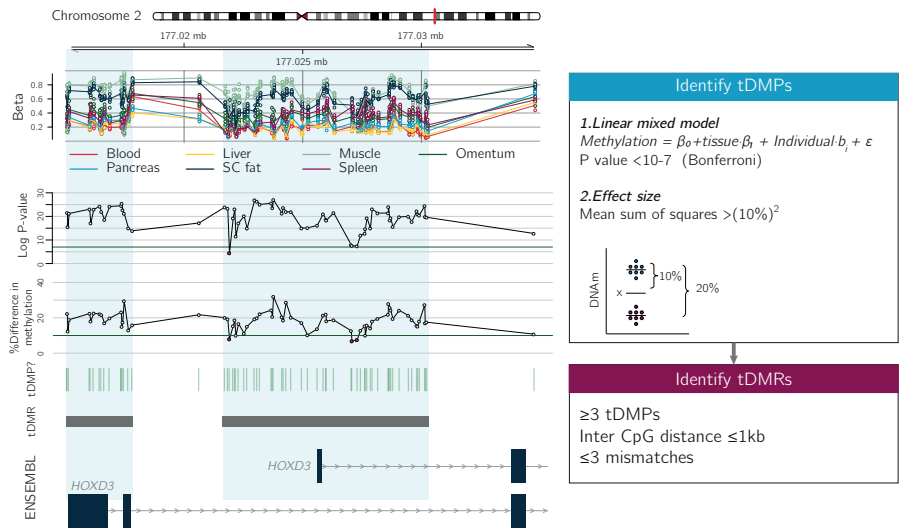 Chromosome 2
177.02 mb
177.03 mb
177.025 mb
Beta
0.8
0.6
0.4
0.2
Blood
Liver
Muscle
Omentum
Pancreas
SC fat
Spleen
Log P-value
30
25
20
15
10
5
0
%Difference in
methylation
40
20
0
tDMP?
tDMR
ENSEMBL
HOXD3
HOXD3
Identify tDMPs
1.Linear mixed model
Methylation = β₀+tissue·β₁ + Individual·bᵢ + ε
P value <10-7 (Bonferroni)
2.Effect size
Mean sum of squares >(10%)²
DNAm
x
10%
20%
Identify tDMRs
≥3 tDMPs
Inter CpG distance ≤1kb
≤3 mismatches